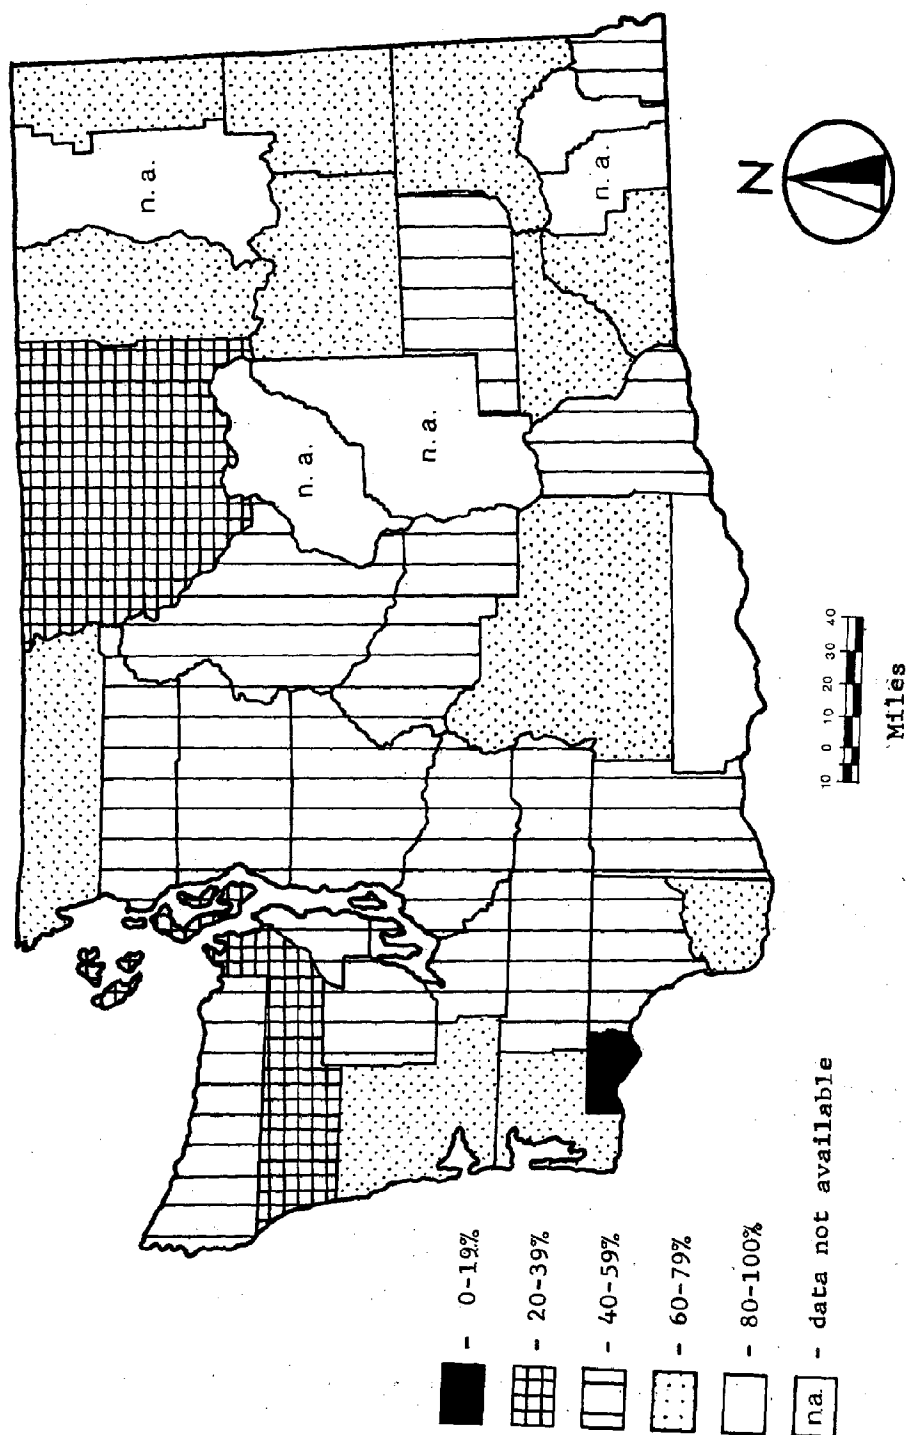 n. a.
n. a.
n. a.
n. a.
N
10 0 10 20 30 40
Miles
- 0-19%
- 20-39%
- 40-59%
- 60-79%
- 80-100%
n.a. - data not available